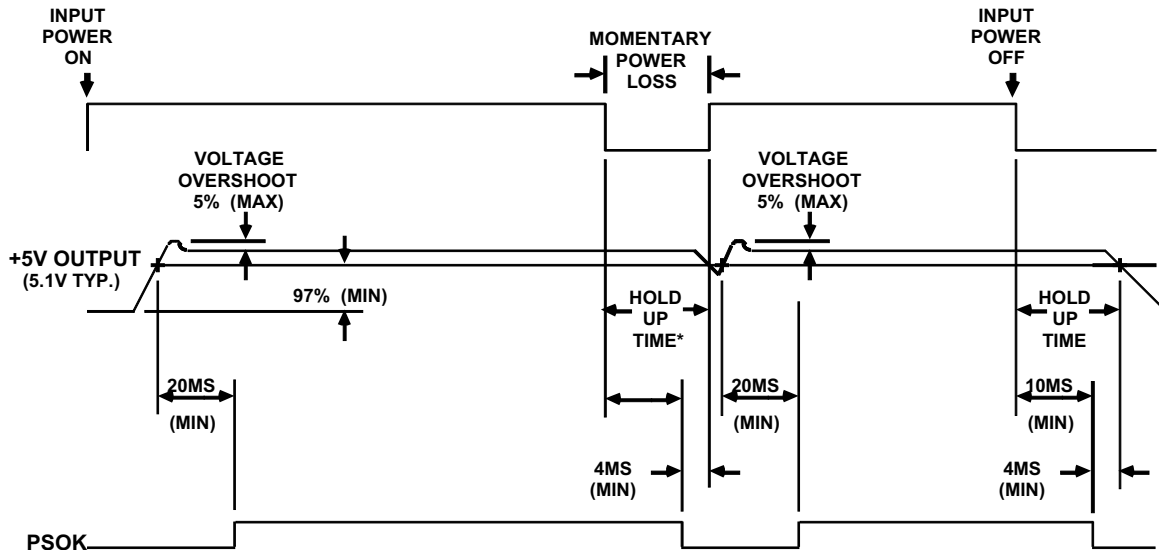 INPUT
POWER
ON
MOMENTARY
POWER
LOSS
INPUT
POWER
OFF
VOLTAGE
OVERSHOOT
5% (MAX)
VOLTAGE
OVERSHOOT
5% (MAX)
+5V OUTPUT
(5.1V TYP.)
97% (MIN)
HOLD
UP
TIME*
HOLD
UP
TIME
20MS
(MIN)
20MS
(MIN)
10MS
(MIN)
4MS
(MIN)
4MS
(MIN)
PSOK